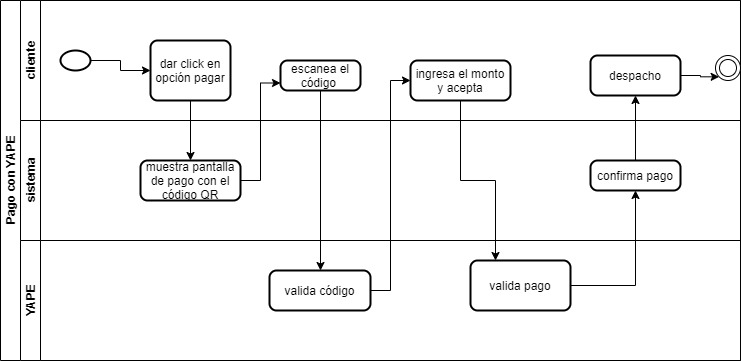 Pago con YAPE
cliente
dar click en
opción pagar
escanea el
código
ingresa el monto
y acepta
despacho
sistema
muestra pantalla
de pago con el
código QR
confirma pago
YAPE
valida código
valida pago